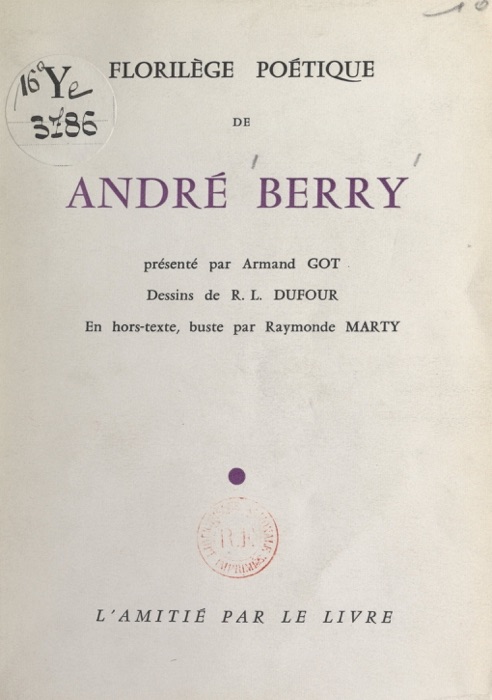 16° Ye
3786
FLORILÈGE POÉTIQUE
DE
ANDRÉ BERRY
présenté par Armand GOT
Dessins de R. L. DUFOUR
En hors-texte, buste par Raymonde MARTY
R.F.
IMPRIMÉS
L'AMITIÉ PAR LE LIVRE